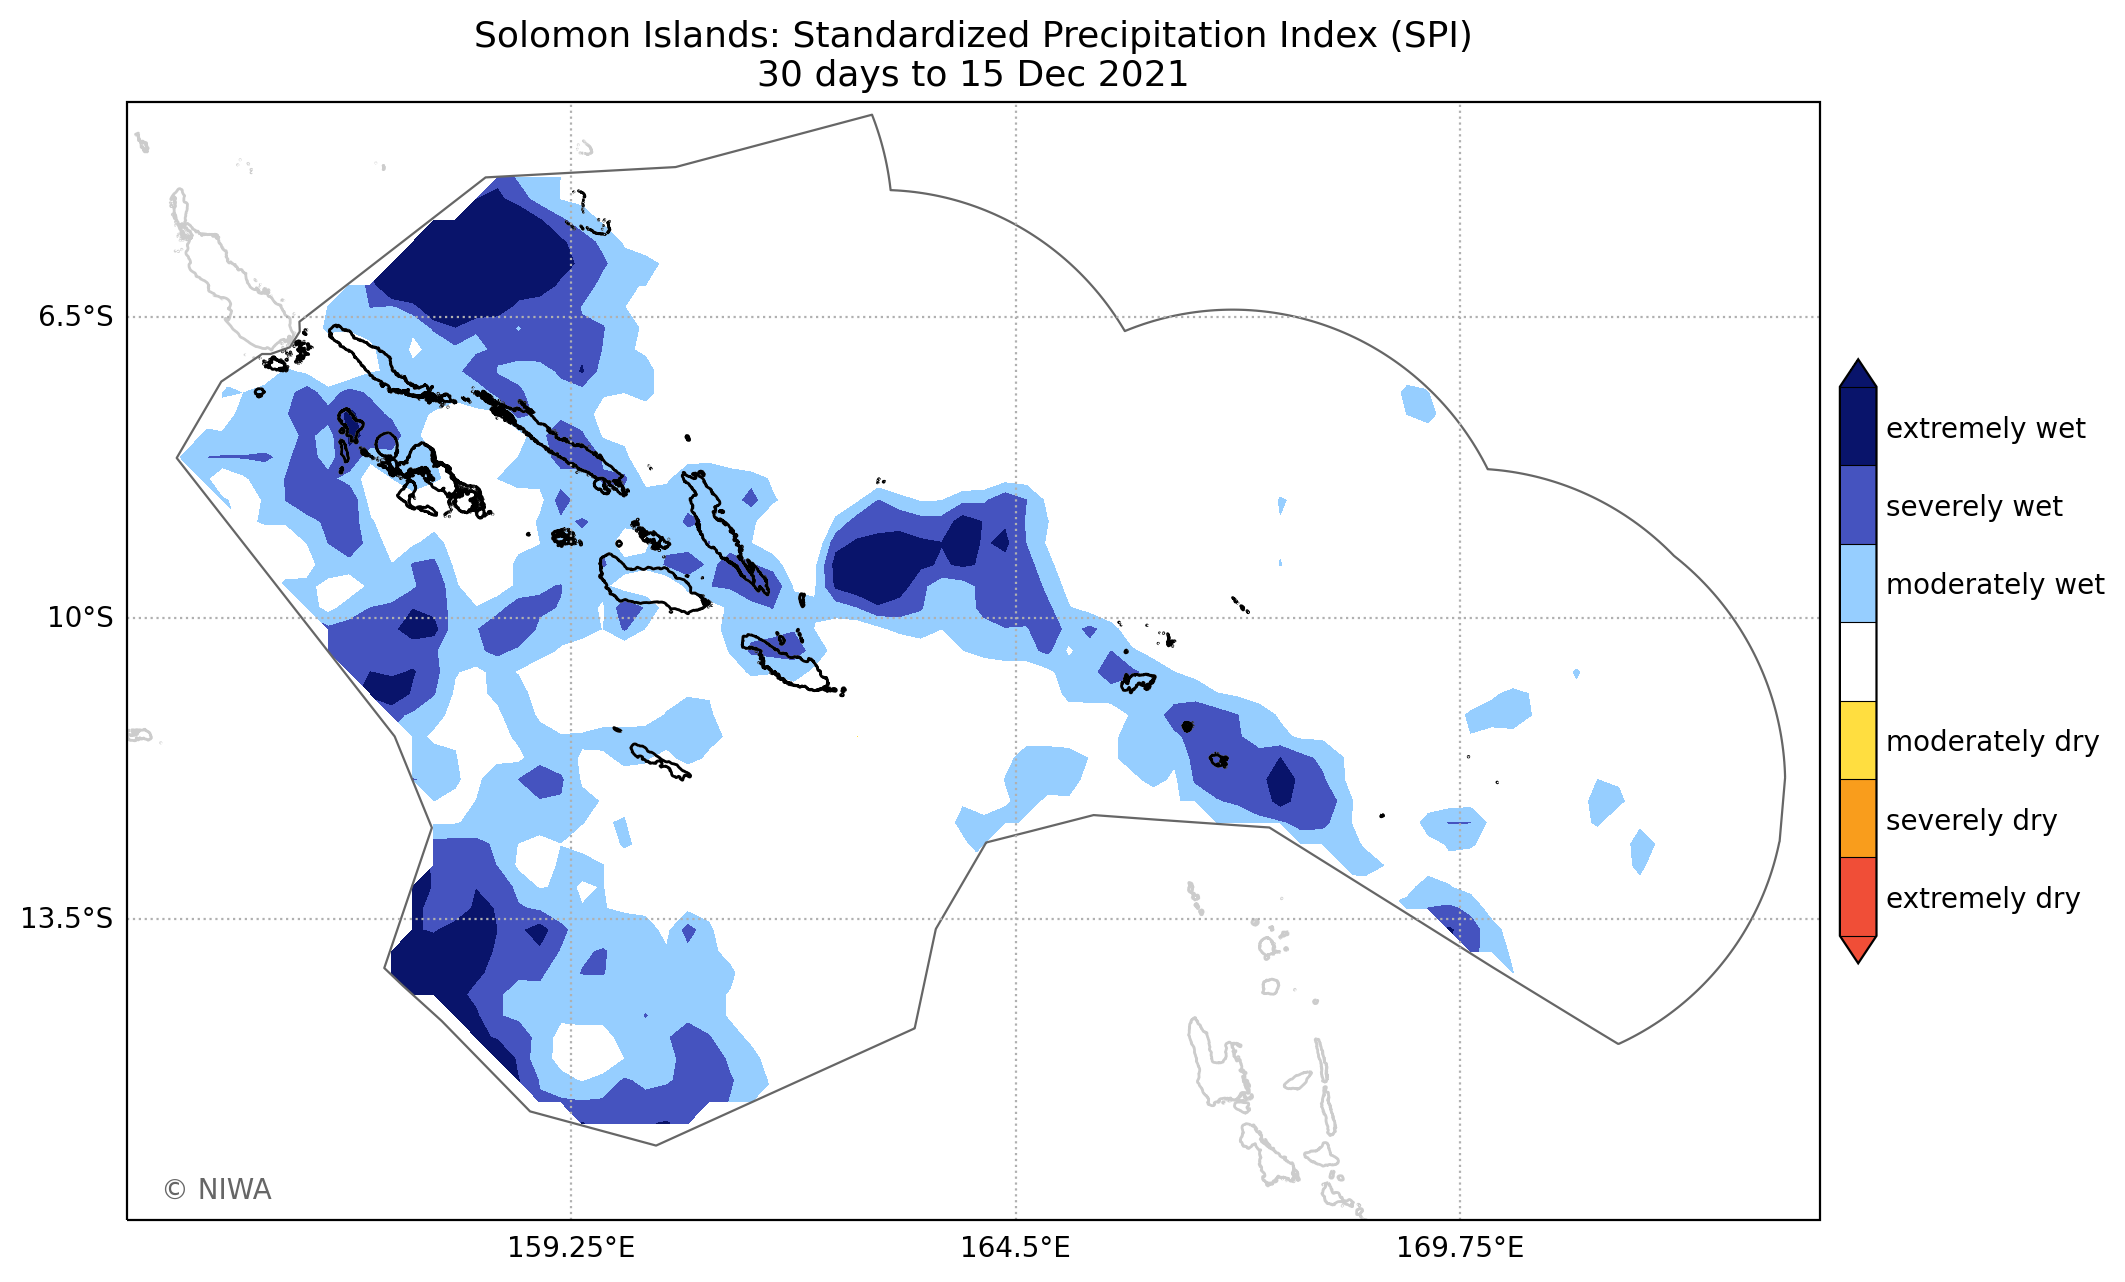 Solomon Islands: Standardized Precipitation Index (SPI)
30 days to 15 Dec 2021
6.5°S
10°S
13.5°S
159.25°E
164.5°E
169.75°E
extremely wet
severely wet
moderately wet
moderately dry
severely dry
extremely dry
© NIWA